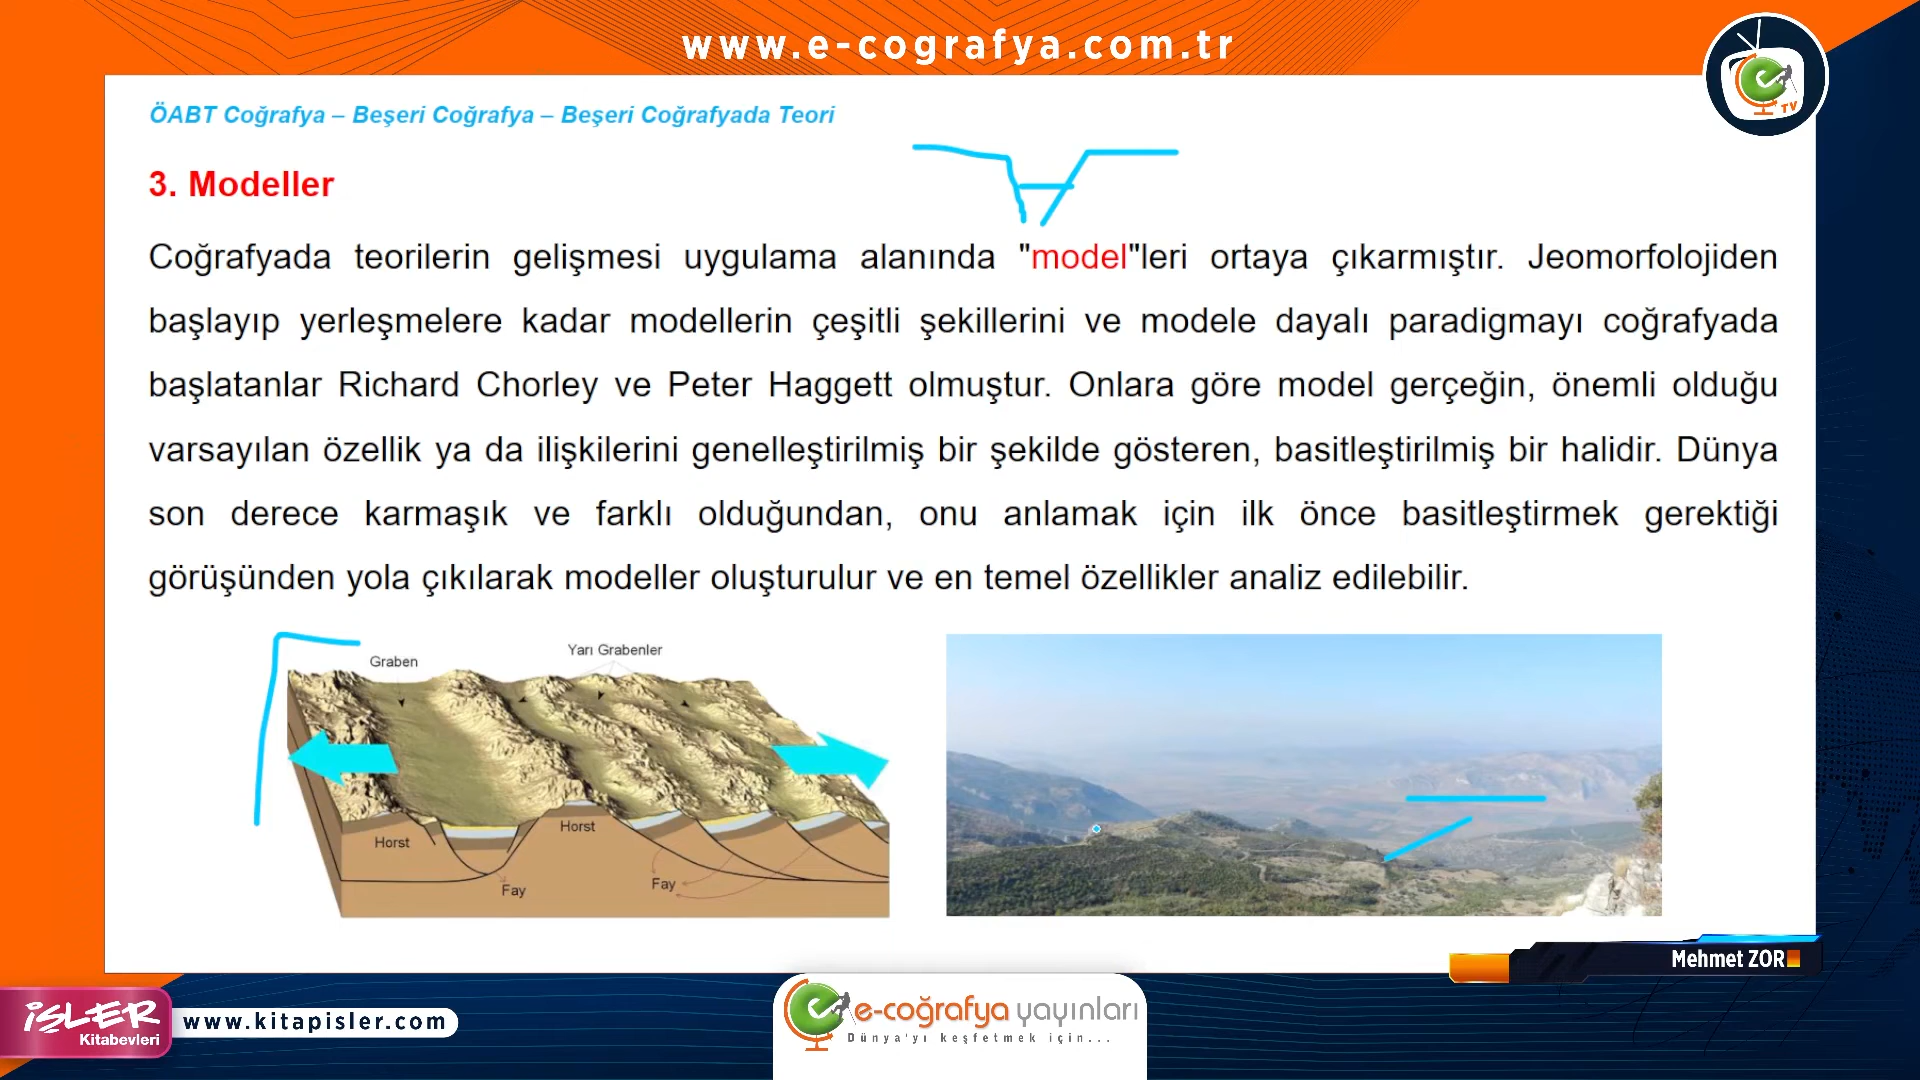 www.e-cografya.com.tr
TV
ÖABT Coğrafya – Beşeri Coğrafya – Beşeri Coğrafyada Teori
3. Modeller
Coğrafyada teorilerin gelişmesi uygulama alanında "model"leri ortaya çıkarmıştır. Jeomorfolojiden
başlayıp yerleşmelere kadar modellerin çeşitli şekillerini ve modele dayalı paradigmayı coğrafyada
başlatanlar Richard Chorley ve Peter Haggett olmuştur. Onlara göre model gerçeğin, önemli olduğu
varsayılan özellik ya da ilişkilerini genelleştirilmiş bir şekilde gösteren, basitleştirilmiş bir halidir. Dünya
son derece karmaşık ve farklı olduğundan, onu anlamak için ilk önce basitleştirmek gerektiği
görüşünden yola çıkılarak modeller oluşturulur ve en temel özellikler analiz edilebilir.
Graben
Yarı Grabenler
Horst
Horst
Fay
Fay
Mehmet ZOR
İŞLER
Kitabevleri
www.kitapisler.com
e-coğrafya yayınları
Dünya'yı keşfetmek için...